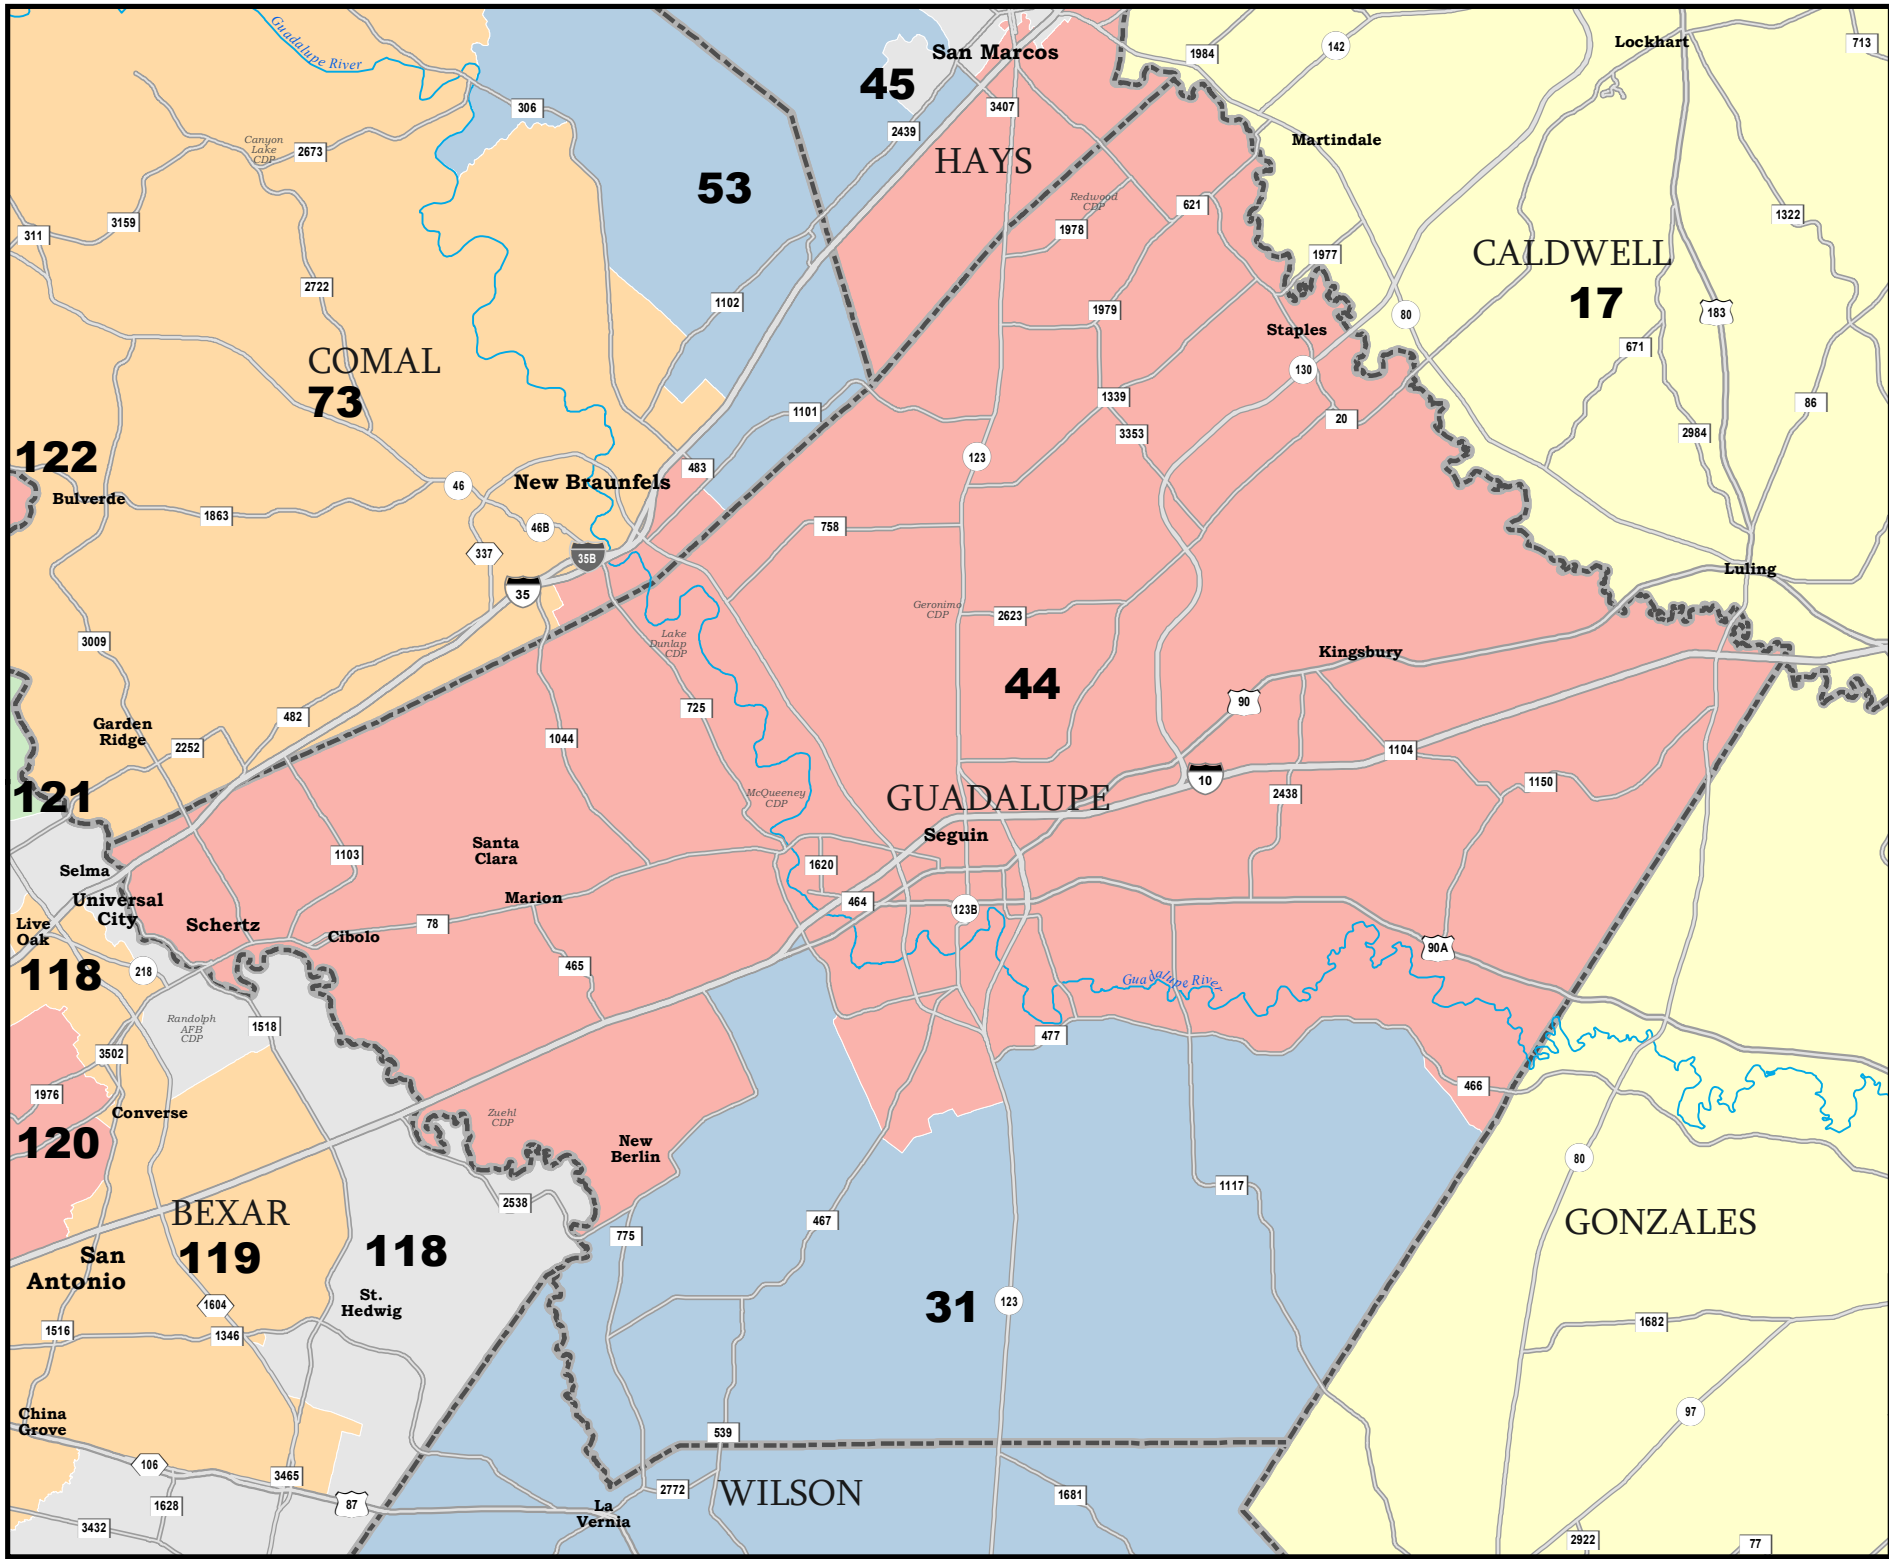 Guadalupe River
San Marcos
45
3407
2439
HAYS
1984
142
Lockhart
713
306
Canyon
Lake
CDP
2673
53
Martindale
Redwood
CDP
621
1978
1322
311
3159
1977
CALDWELL
17
2722
1102
1979
80
183
Staples
671
COMAL
73
130
1339
86
1101
20
3353
2984
122
Bulverde
123
46
New Braunfels
483
1863
46B
758
337
35B
35
Luling
Geronimo
CDP
2623
Lake
Dunlap
CDP
3009
Kingsbury
44
90
725
Garden
Ridge
482
2252
1044
1104
10
1150
121
McQueeney
CDP
GUADALUPE
2438
Seguin
Santa
Clara
1103
1620
Selma
Universal
City
Marion
464
123B
Live
Oak
Schertz
78
Cibolo
90A
118
218
465
Guadalupe River
Randolph
AFB
CDP
1518
477
3502
466
1976
Converse
Zuehl
CDP
120
New
Berlin
80
2538
1117
BEXAR
119
118
467
775
GONZALES
San
Antonio
St.
Hedwig
1604
31
123
1516
1346
1682
China
Grove
97
539
106
3465
WILSON
2772
1681
87
1628
La
Vernia
3432
2922
77